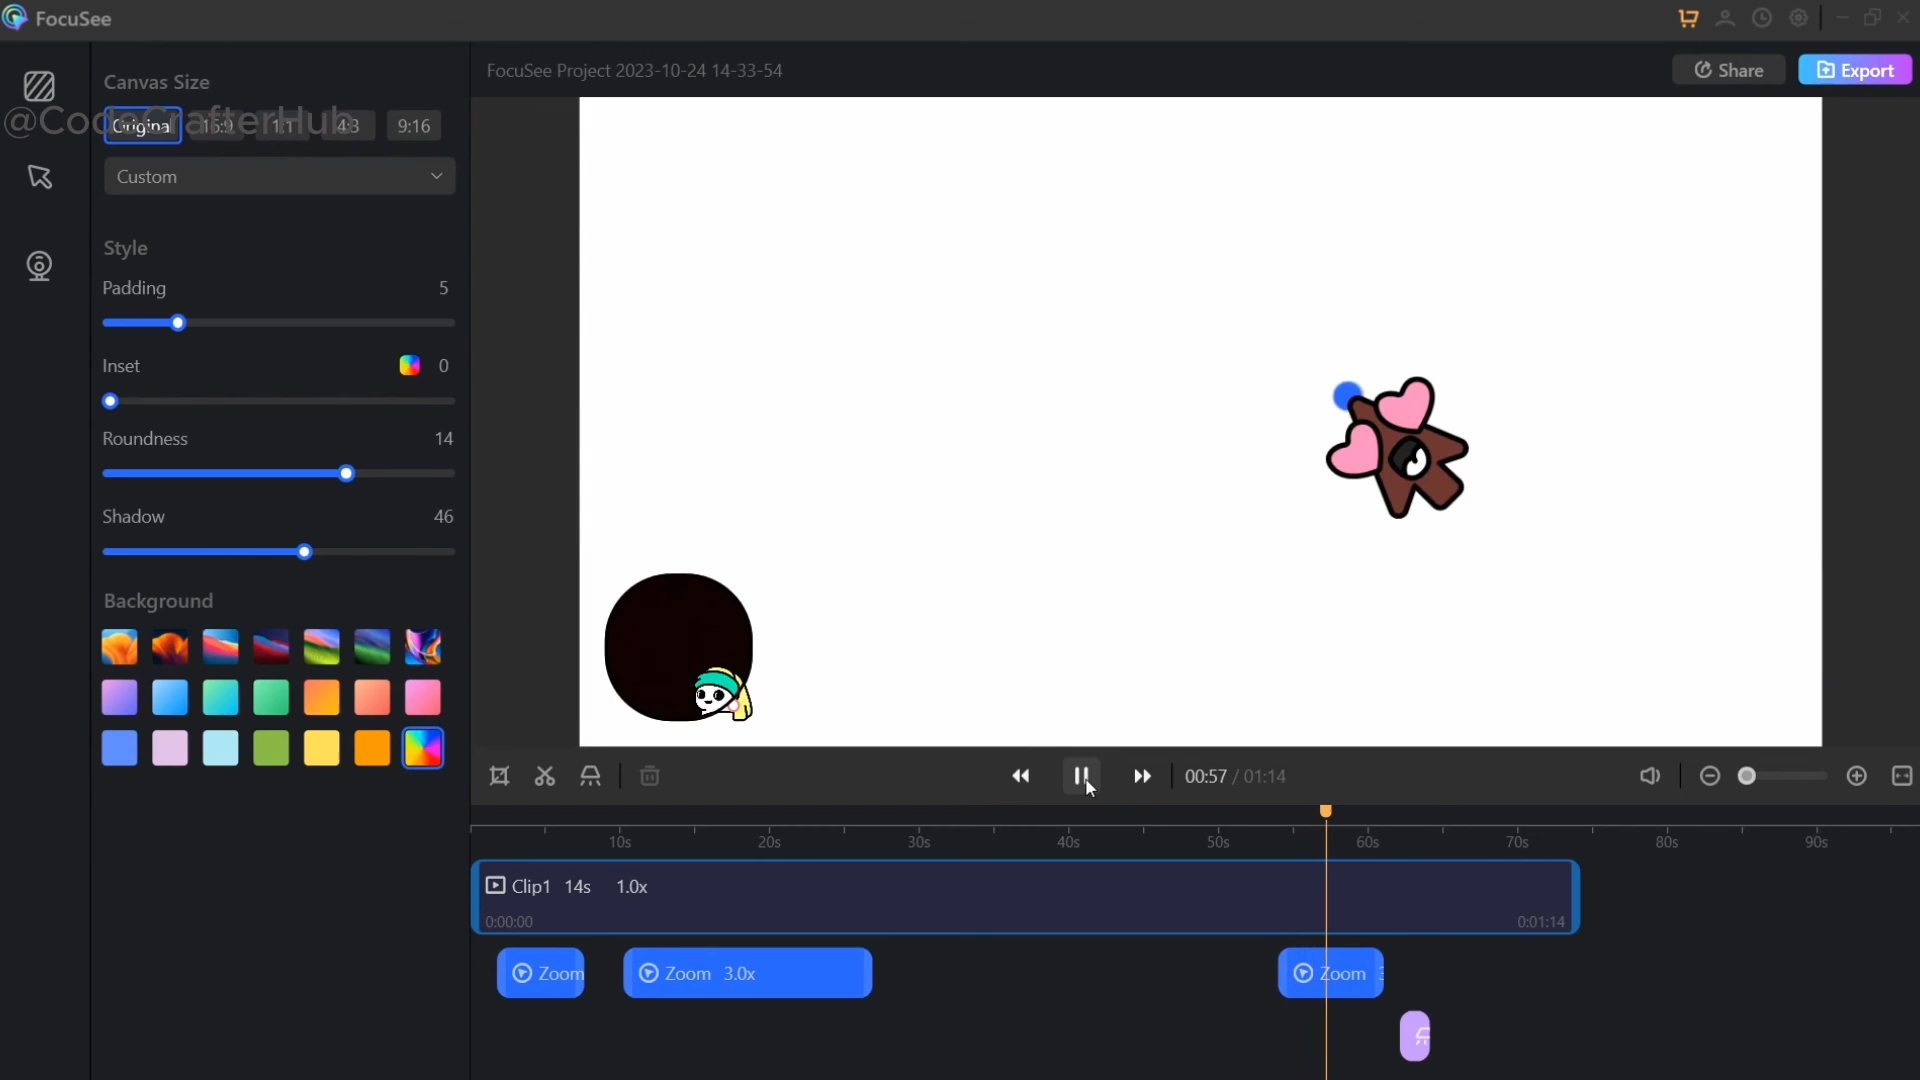 FocuSee
Canvas Size
FocuSee Project 2023-10-24 14-33-54
Share
Export
@CodeCrafterHub
Original 16:9 1:1 4:3 9:16
Custom
Style
Padding 5
Inset 0
Roundness 14
Shadow 46
Background
00:57 / 01:14
10s 20s 30s 40s 50s 60s 70s 80s 90s
Clip1 14s 1.0x
0:00:00 0:01:14
Zoom Zoom 3.0x Zoom